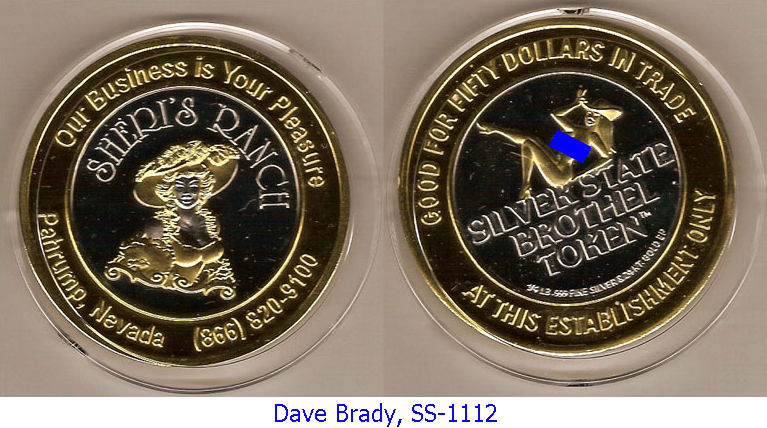 Our Business is Your Pleasure
SHERI'S RANCH
Pahrump, Nevada (866) 820-9100
GOOD FOR FIFTY DOLLARS IN TRADE
SILVER STATE
BROTHEL
TOKEN™
AT THIS ESTABLISHMENT ONLY
Dave Brady, SS-1112